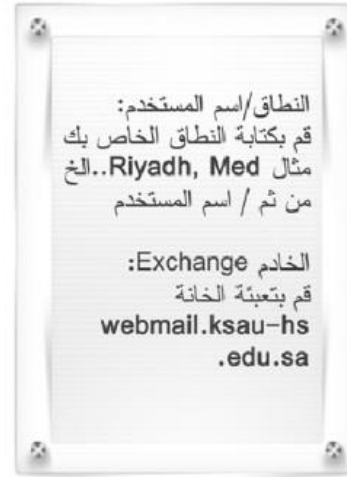 النطاق/اسم المستخدم:
قم بكتابة النطاق الخاص بك
مثال Riyadh, Med..الخ
من ثم / اسم المستخدم
الخادم Exchange:
قم بتعبئة الخانة
webmail.ksau-hs
.edu.sa